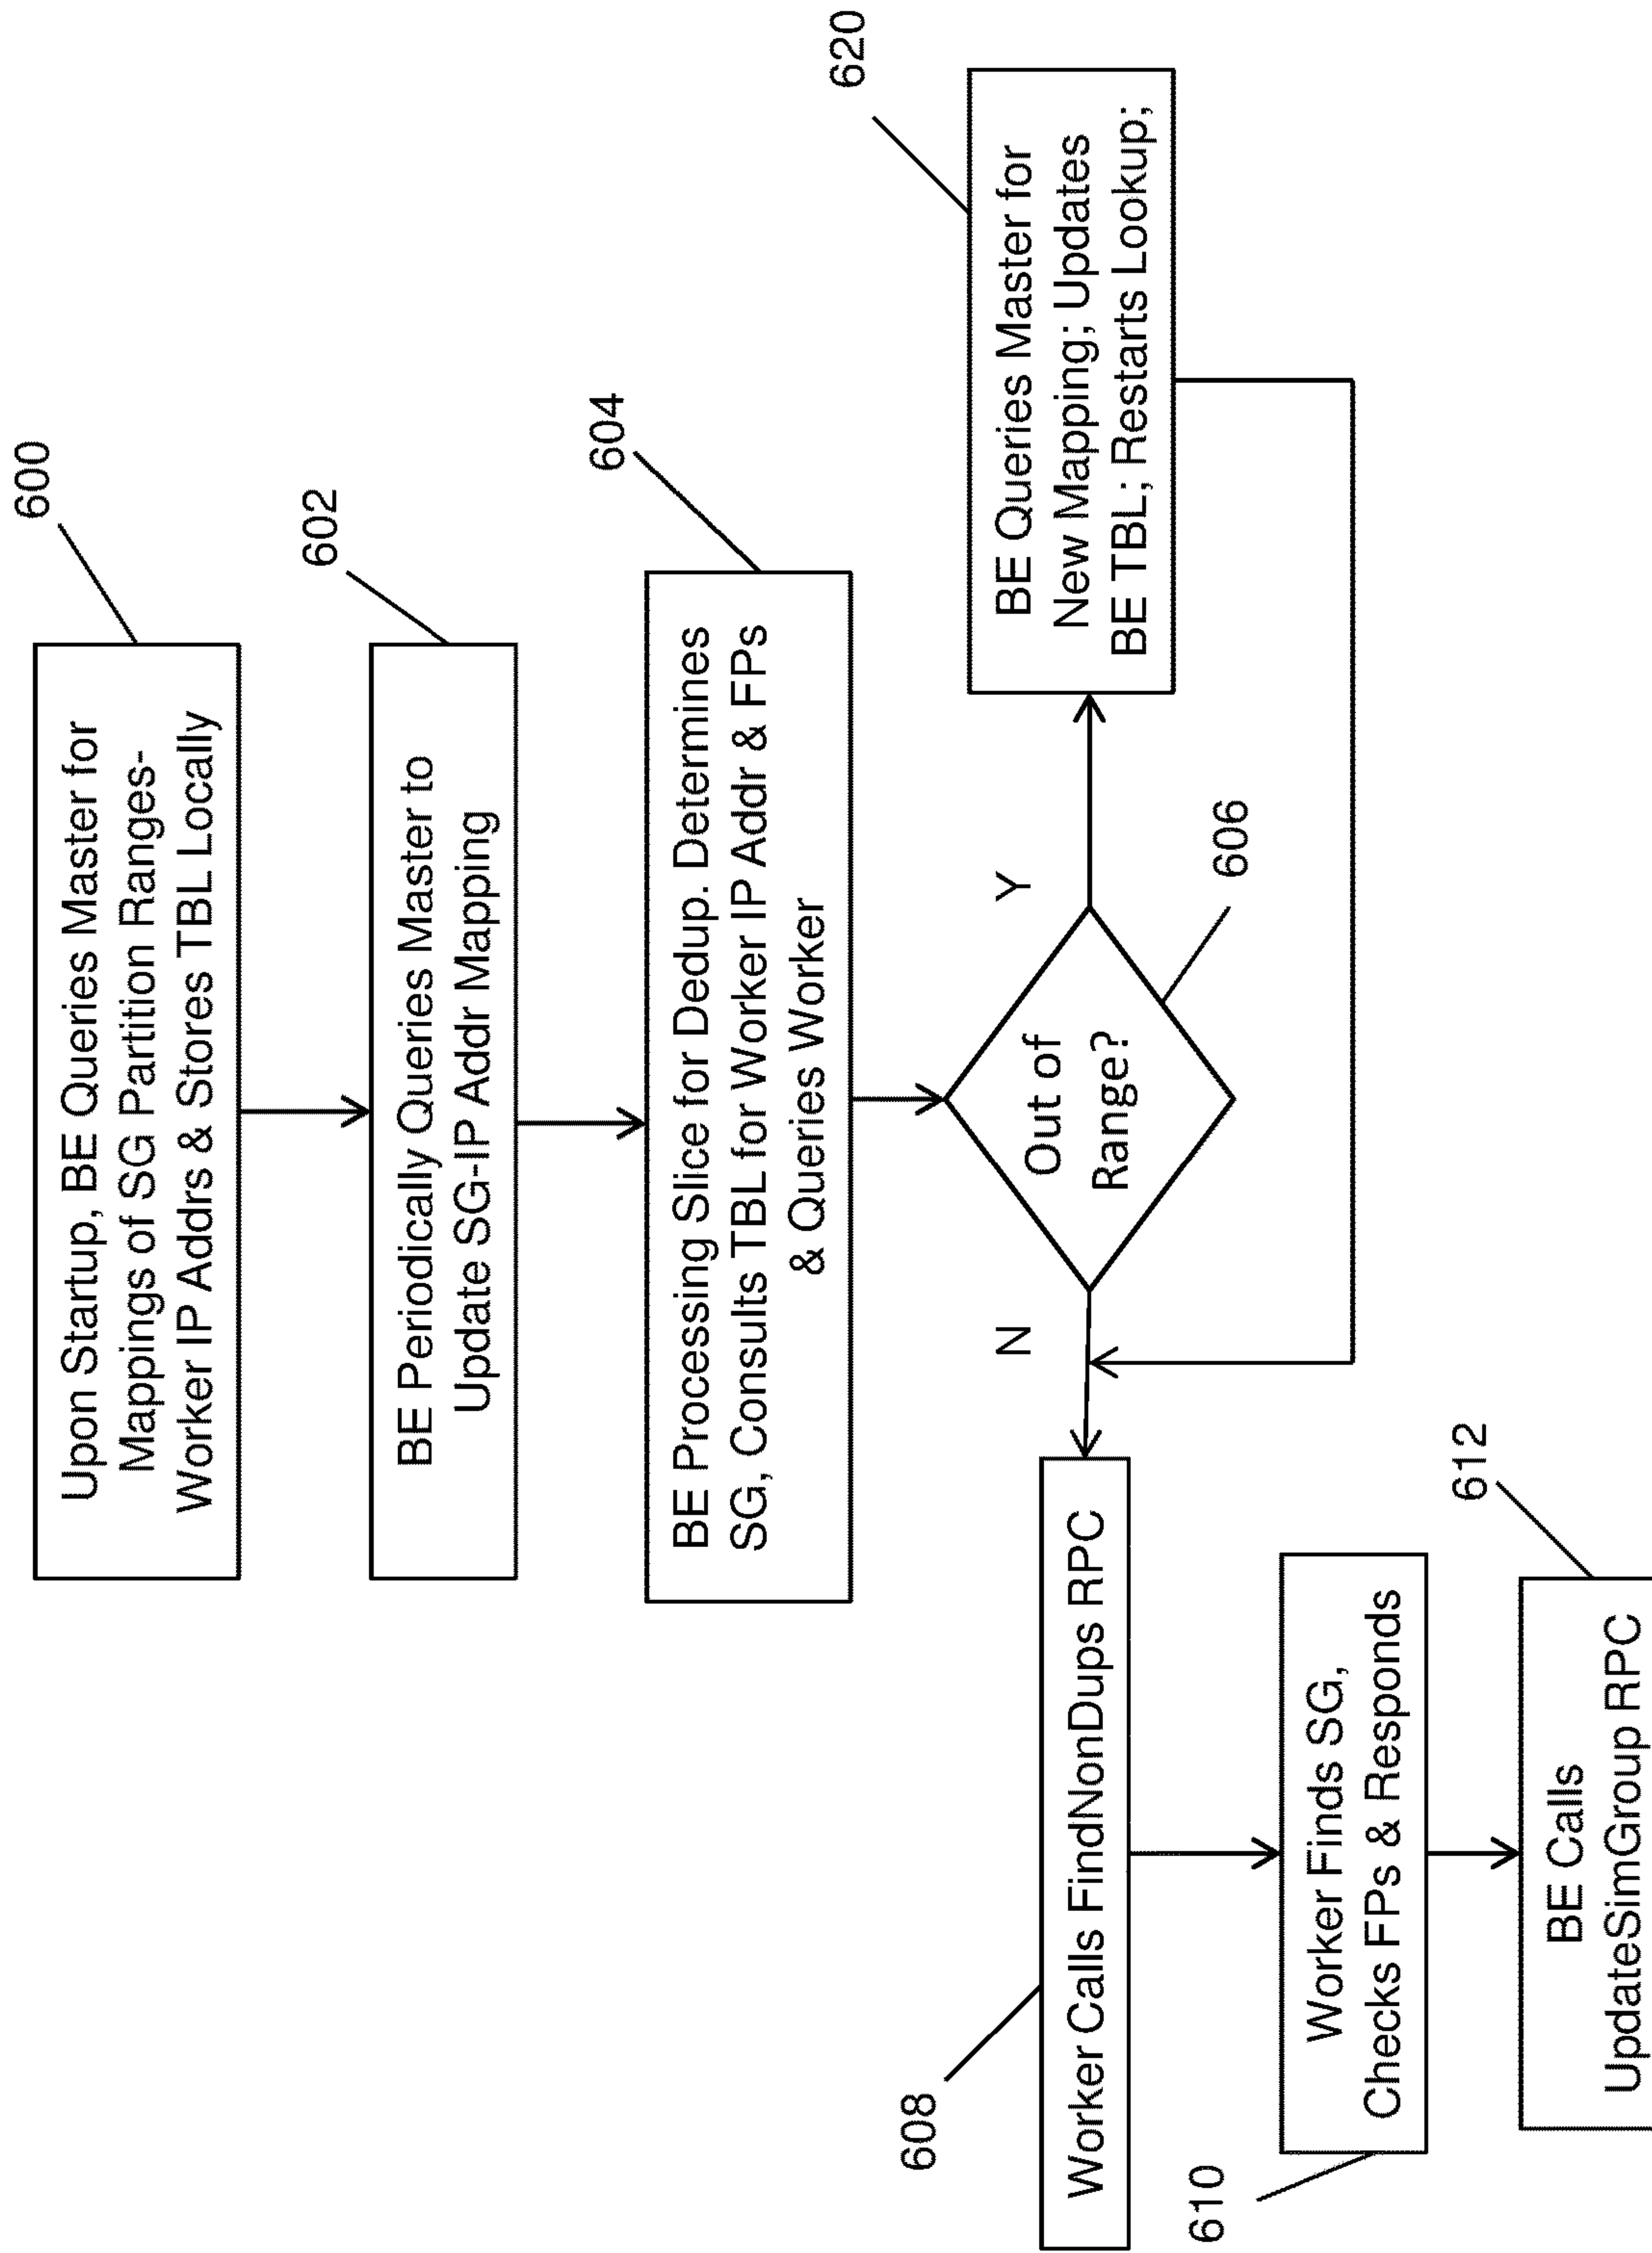 600
Upon Startup, BE Queries Master for
Mappings of SG Partition Ranges-
Worker IP Addrs & Stores TBL Locally
602
BE Periodically Queries Master to
Update SG-IP Addr Mapping
604
BE Processing Slice for Dedup. Determines
SG, Consults TBL for Worker IP Addr & FPs
& Queries Worker
Out of
Range?
606
N
Y
620
BE Queries Master for
New Mapping; Updates
BE TBL; Restarts Lookup;
608
Worker Calls FindNonDups RPC
610
Worker Finds SG,
Checks FPs & Responds
612
BE Calls
UpdateSimGroup RPC